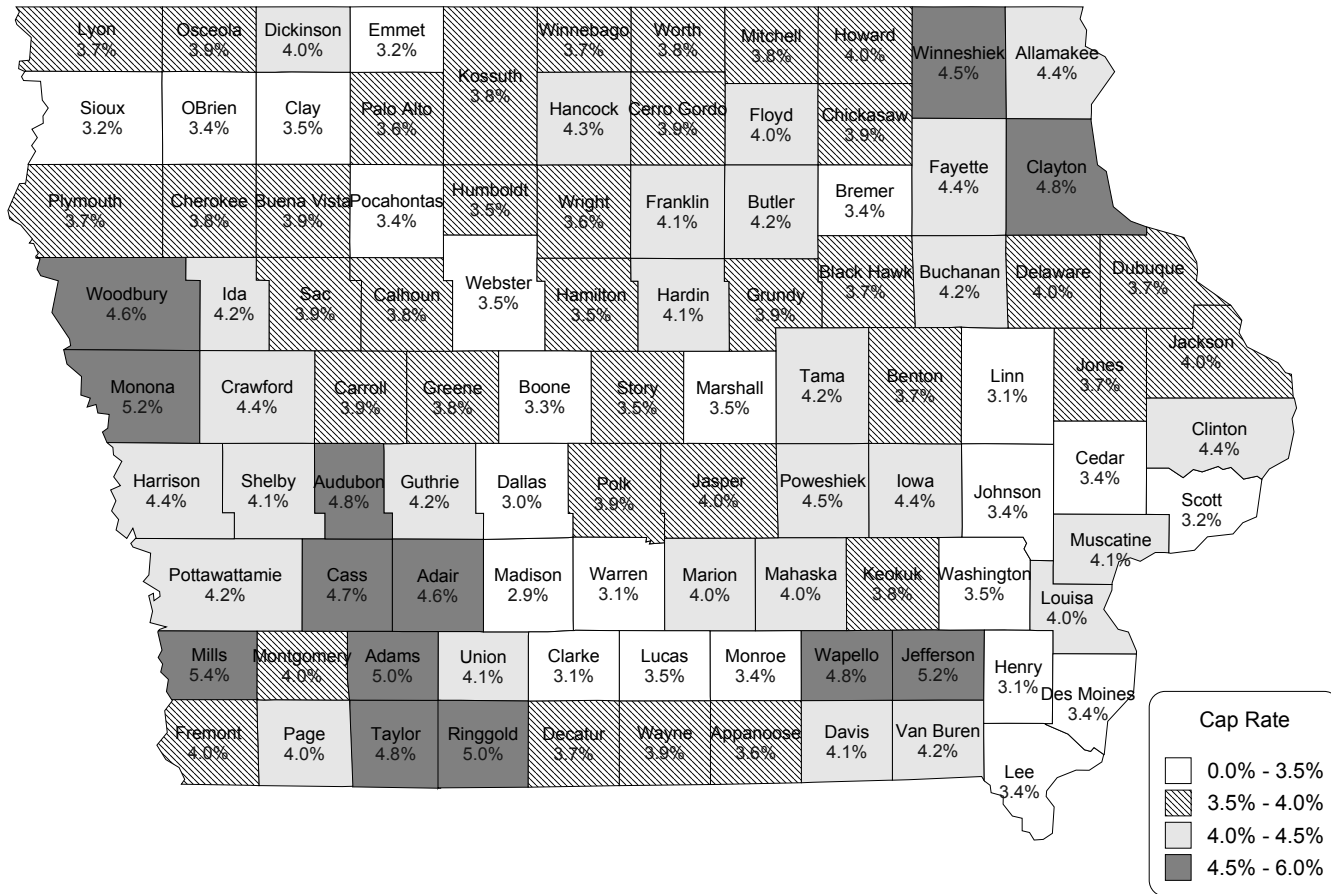 Lyon
3.7%
Osceola
3.9%
Dickinson
4.0%
Emmet
3.2%
Kossuth
3.8%
Winnebago
3.7%
Worth
3.8%
Mitchell
3.8%
Howard
4.0%
Winneshiek
4.5%
Allamakee
4.4%
Sioux
3.2%
OBrien
3.4%
Clay
3.5%
Palo Alto
3.6%
Hancock
4.3%
Cerro Gordo
3.9%
Floyd
4.0%
Chickasaw
3.9%
Fayette
4.4%
Clayton
4.8%
Plymouth
3.7%
Cherokee
3.8%
Buena Vista
3.9%
Pocahontas
3.4%
Humboldt
3.5%
Wright
3.6%
Franklin
4.1%
Butler
4.2%
Bremer
3.4%
Woodbury
4.6%
Ida
4.2%
Sac
3.9%
Calhoun
3.8%
Webster
3.5%
Hamilton
3.5%
Hardin
4.1%
Grundy
3.9%
Black Hawk
3.7%
Buchanan
4.2%
Delaware
4.0%
Dubuque
3.7%
Monona
5.2%
Crawford
4.4%
Carroll
3.9%
Greene
3.8%
Boone
3.3%
Story
3.5%
Marshall
3.5%
Tama
4.2%
Benton
3.7%
Linn
3.1%
Jones
3.7%
Jackson
4.0%
Clinton
4.4%
Harrison
4.4%
Shelby
4.1%
Audubon
4.8%
Guthrie
4.2%
Dallas
3.0%
Polk
3.9%
Jasper
4.0%
Poweshiek
4.5%
Iowa
4.4%
Johnson
3.4%
Cedar
3.4%
Scott
3.2%
Muscatine
4.1%
Pottawattamie
4.2%
Cass
4.7%
Adair
4.6%
Madison
2.9%
Warren
3.1%
Marion
4.0%
Mahaska
4.0%
Keokuk
3.8%
Washington
3.5%
Louisa
4.0%
Mills
5.4%
Montgomery
4.0%
Adams
5.0%
Union
4.1%
Clarke
3.1%
Lucas
3.5%
Monroe
3.4%
Wapello
4.8%
Jefferson
5.2%
Henry
3.1%
Des Moines
3.4%
Fremont
4.0%
Page
4.0%
Taylor
4.8%
Ringgold
5.0%
Decatur
3.7%
Wayne
3.9%
Appanoose
3.6%
Davis
4.1%
Van Buren
4.2%
Lee
3.4%
Cap Rate
0.0% - 3.5%
3.5% - 4.0%
4.0% - 4.5%
4.5% - 6.0%